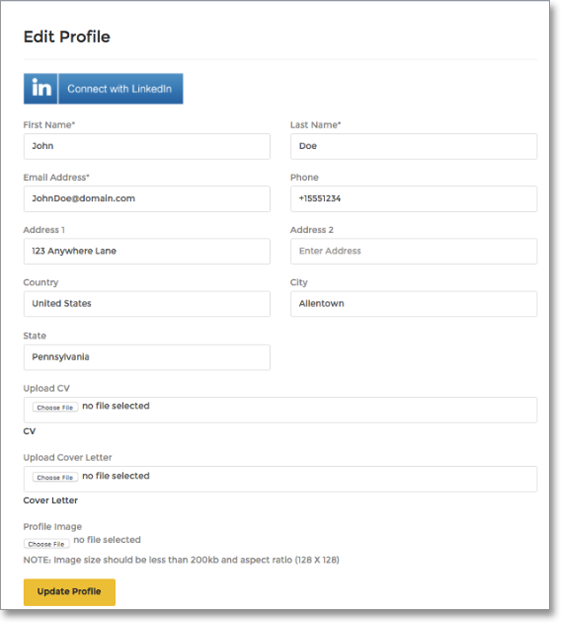 Edit Profile
in Connect with LinkedIn
First Name* Last Name*
John Doe
Email Address* Phone
JohnDoe@domain.com +15551234
Address 1 Address 2
123 Anywhere Lane Enter Address
Country City
United States Allentown
State
Pennsylvania
Upload CV
Choose File no file selected
CV
Upload Cover Letter
Choose File no file selected
Cover Letter
Profile Image
Choose File no file selected
NOTE: Image size should be less than 200kb and aspect ratio (128 X 128)
Update Profile